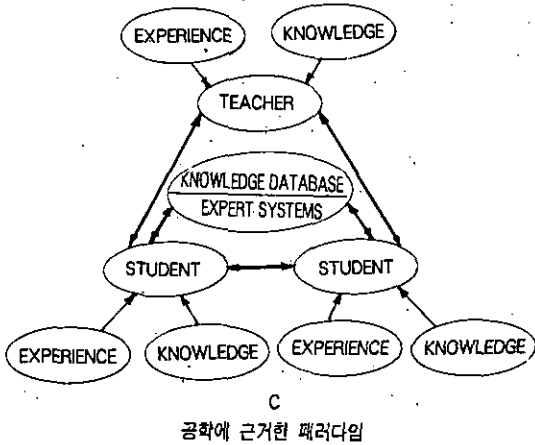 EXPERIENCE
KNOWLEDGE
TEACHER
KNOWLEDGE DATABASE
EXPERT SYSTEMS
STUDENT
STUDENT
EXPERIENCE
KNOWLEDGE
EXPERIENCE
KNOWLEDGE
C
공학에 근거한 패러다임